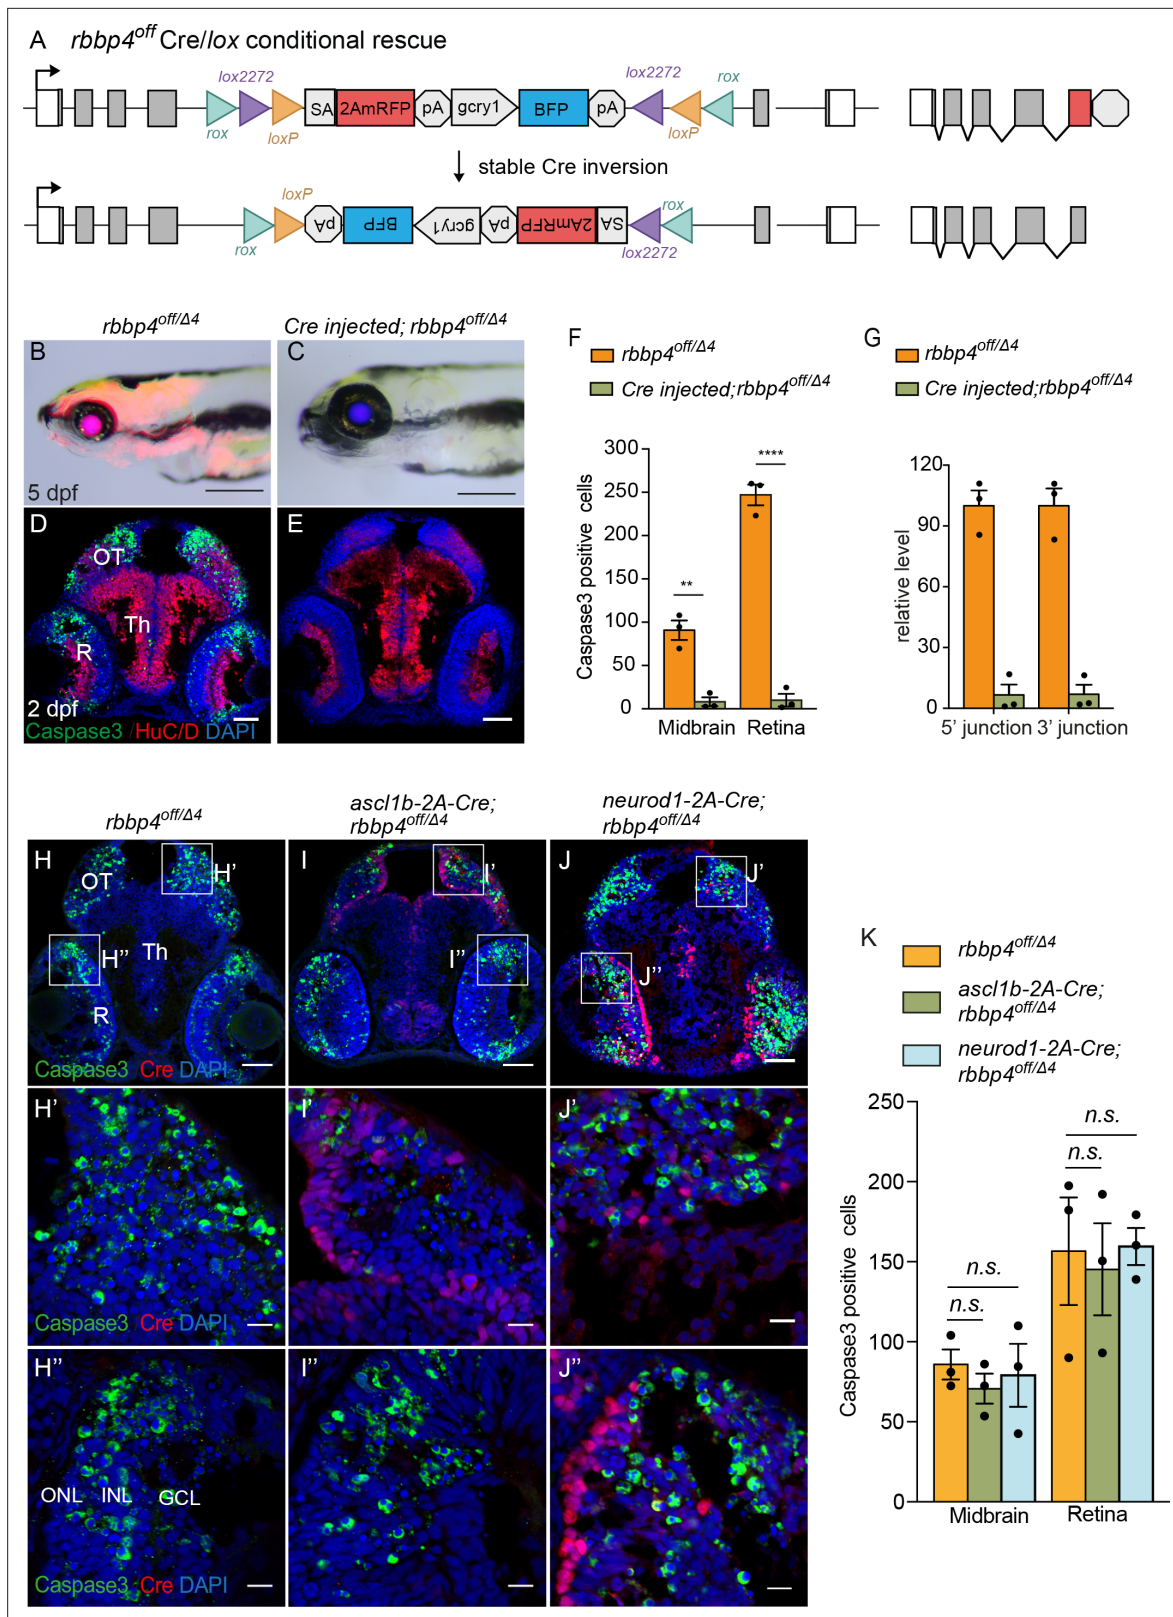 A rbbp4off Cre/lox conditional rescue
lox2272
lox2272
rox
SA
2AmRFP
pA
gcry1
BFP
pA
rox
loxP
loxP
stable Cre inversion
loxP
rox
pA
BFP
gcry1
pA
2AmRFP
SA
rox
lox2272
rbbp4off/Δ4
Cre injected; rbbp4off/Δ4
B
5 dpf
C
D
OT
Th
R
2 dpf
Caspase3 /HuC/D DAPI
E
F
rbbp4off/Δ4
Cre injected;rbbp4off/Δ4
Caspase3 positive cells
300
250
200
150
100
50
0
**
****
Midbrain
Retina
G
rbbp4off/Δ4
Cre injected;rbbp4off/Δ4
relative level
120
90
60
30
0
5' junction
3' junction
rbbp4off/Δ4
ascl1b-2A-Cre;
rbbp4off/Δ4
neurod1-2A-Cre;
rbbp4off/Δ4
H
OT
H'
Th
H''
R
Caspase3 Cre DAPI
I
I'
I''
J
J'
J''
H'
Caspase3 Cre DAPI
I'
J'
H''
ONL INL GCL
Caspase3 Cre DAPI
I''
J''
K
rbbp4off/Δ4
ascl1b-2A-Cre;
rbbp4off/Δ4
neurod1-2A-Cre;
rbbp4off/Δ4
Caspase3 positive cells
250
200
150
100
50
0
n.s.
n.s.
n.s.
n.s.
Midbrain
Retina